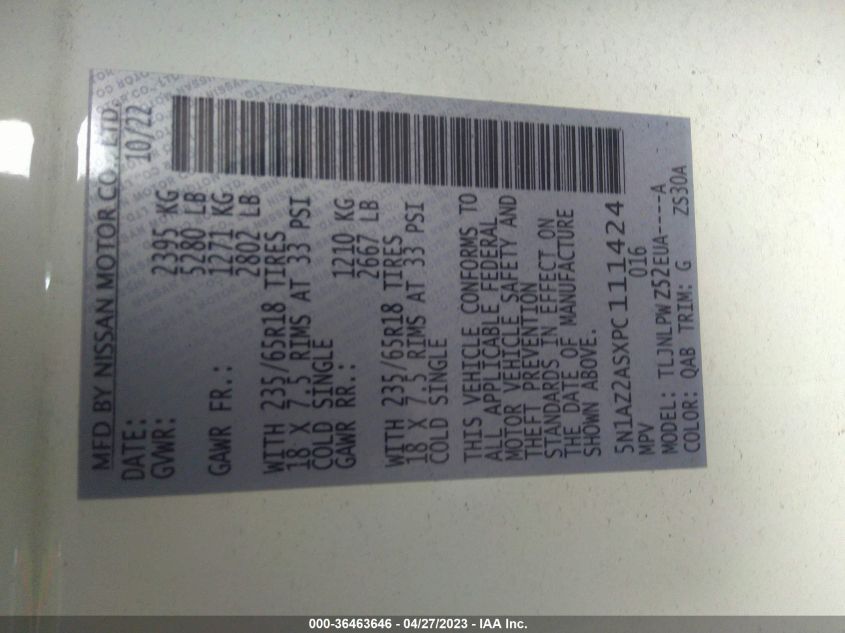 MFD BY NISSAN MOTOR CO., LTD.
DATE: 10/22
GVWR: 2395 KG
5280 LB
GAWR FR.: 1271 KG
2802 LB
WITH 235/65R18 TIRES
18 X 7.5 RIMS AT 33 PSI
COLD SINGLE
GAWR RR.: 1210 KG
2667 LB
WITH 235/65R18 TIRES
18 X 7.5 RIMS AT 33 PSI
COLD SINGLE
THIS VEHICLE CONFORMS TO
ALL APPLICABLE FEDERAL
MOTOR VEHICLE SAFETY AND
THEFT PREVENTION
STANDARDS IN EFFECT ON
THE DATE OF MANUFACTURE
SHOWN ABOVE.
5N1AZ2ASXPC111424
MPV 016
MODEL: TLJNLPWZ52EUA----A
COLOR: QAB TRIM: G ZS30A
000-36463646 - 04/27/2023 - IAA Inc.